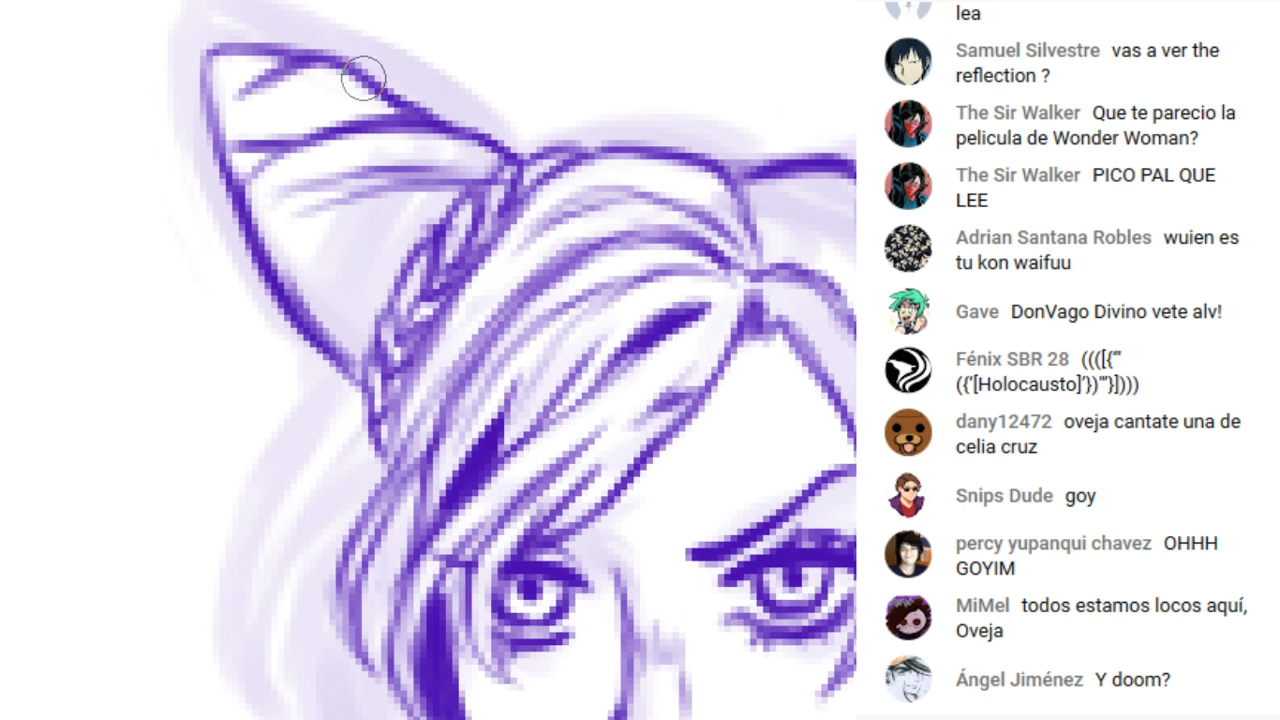 lea
Samuel Silvestre vas a ver the
reflection ?
The Sir Walker Que te parecio la
pelicula de Wonder Woman?
The Sir Walker PICO PAL QUE
LEE
Adrian Santana Robles wuien es
tu kon waifuu
Gave DonVago Divino vete alv!
Fénix SBR 28 ((([{"'
({'[Holocausto]'})"'}])))
dany12472 oveja cantate una de
celia cruz
Snips Dude goy
percy yupanqui chavez OHHH
GOYIM
MiMel todos estamos locos aquí,
Oveja
Ángel Jiménez Y doom?